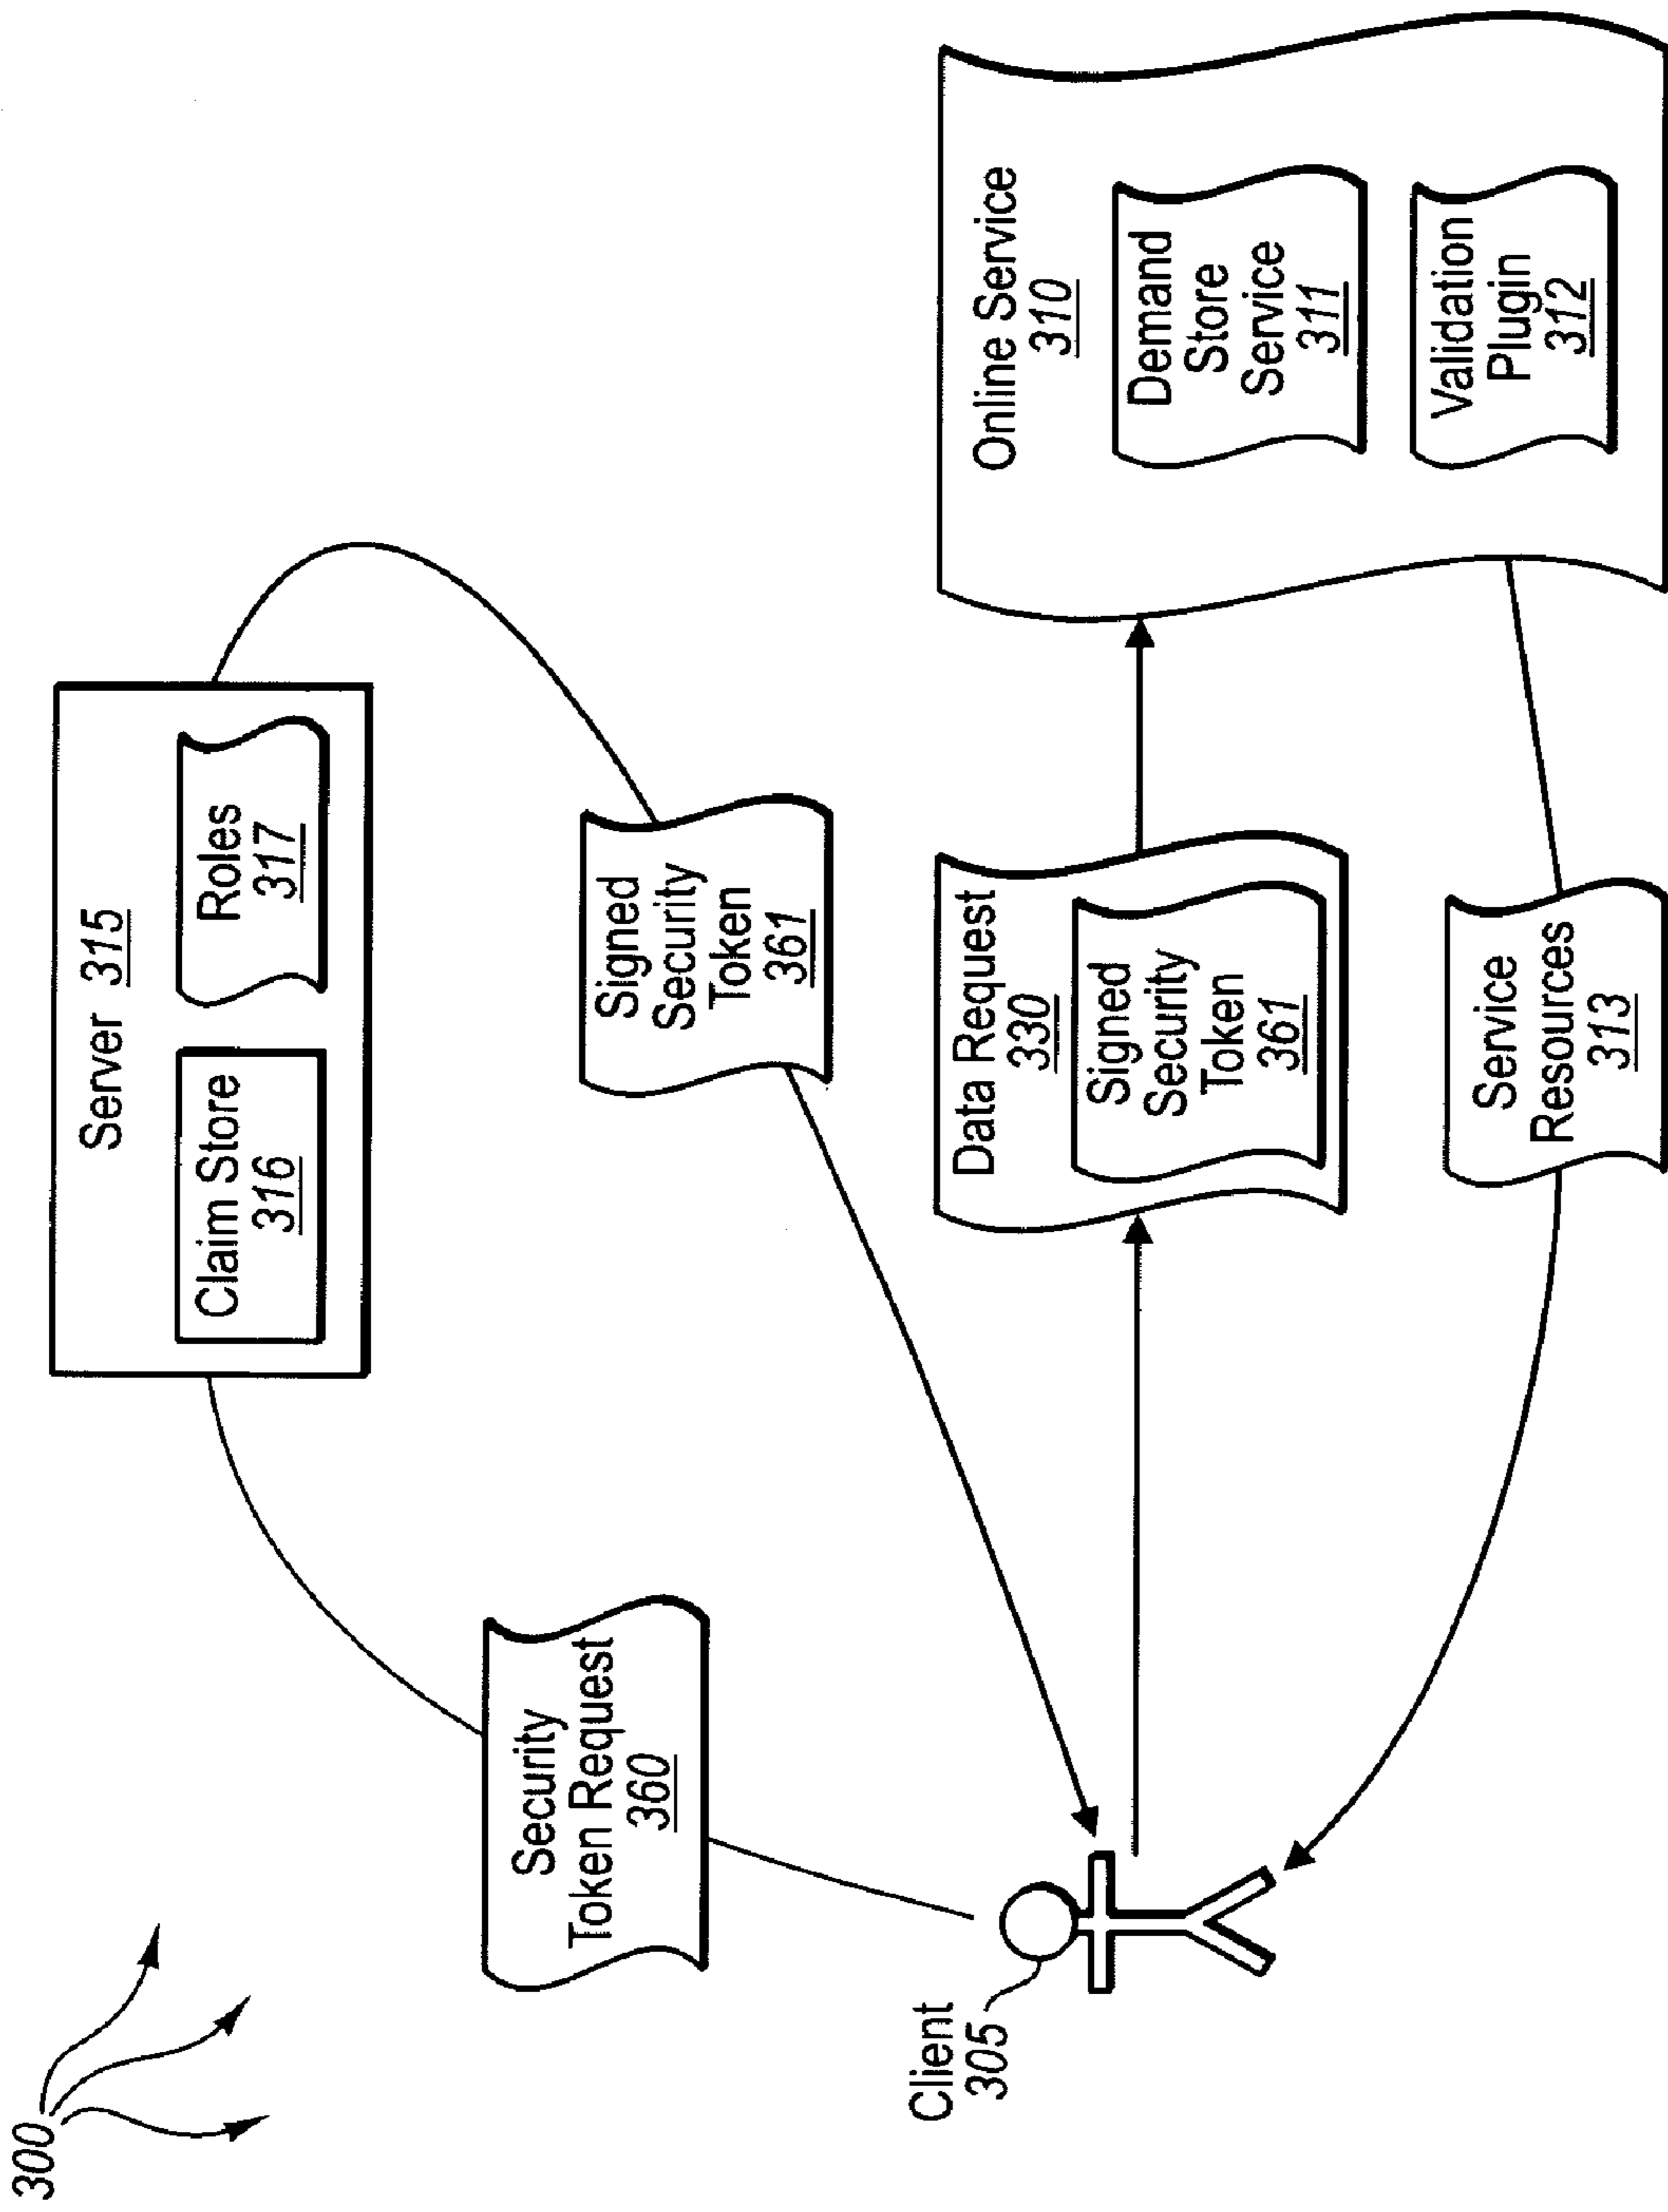 300
Server 315
Claim Store
316
Roles
317
Security
Token Request
360
Signed
Security
Token
361
Client
305
Data Request
330
Signed
Security
Token
361
Online Service
310
Demand
Store
Service
311
Validation
Plugin
312
Service
Resources
313